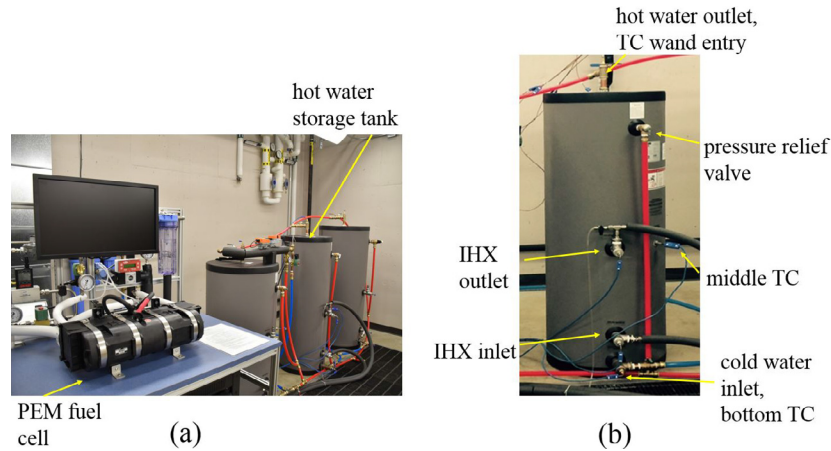 hot water
storage tank
PEM fuel
cell
(a)
hot water outlet,
TC wand entry
pressure relief
valve
IHX
outlet
middle TC
IHX inlet
cold water
inlet,
bottom TC
(b)